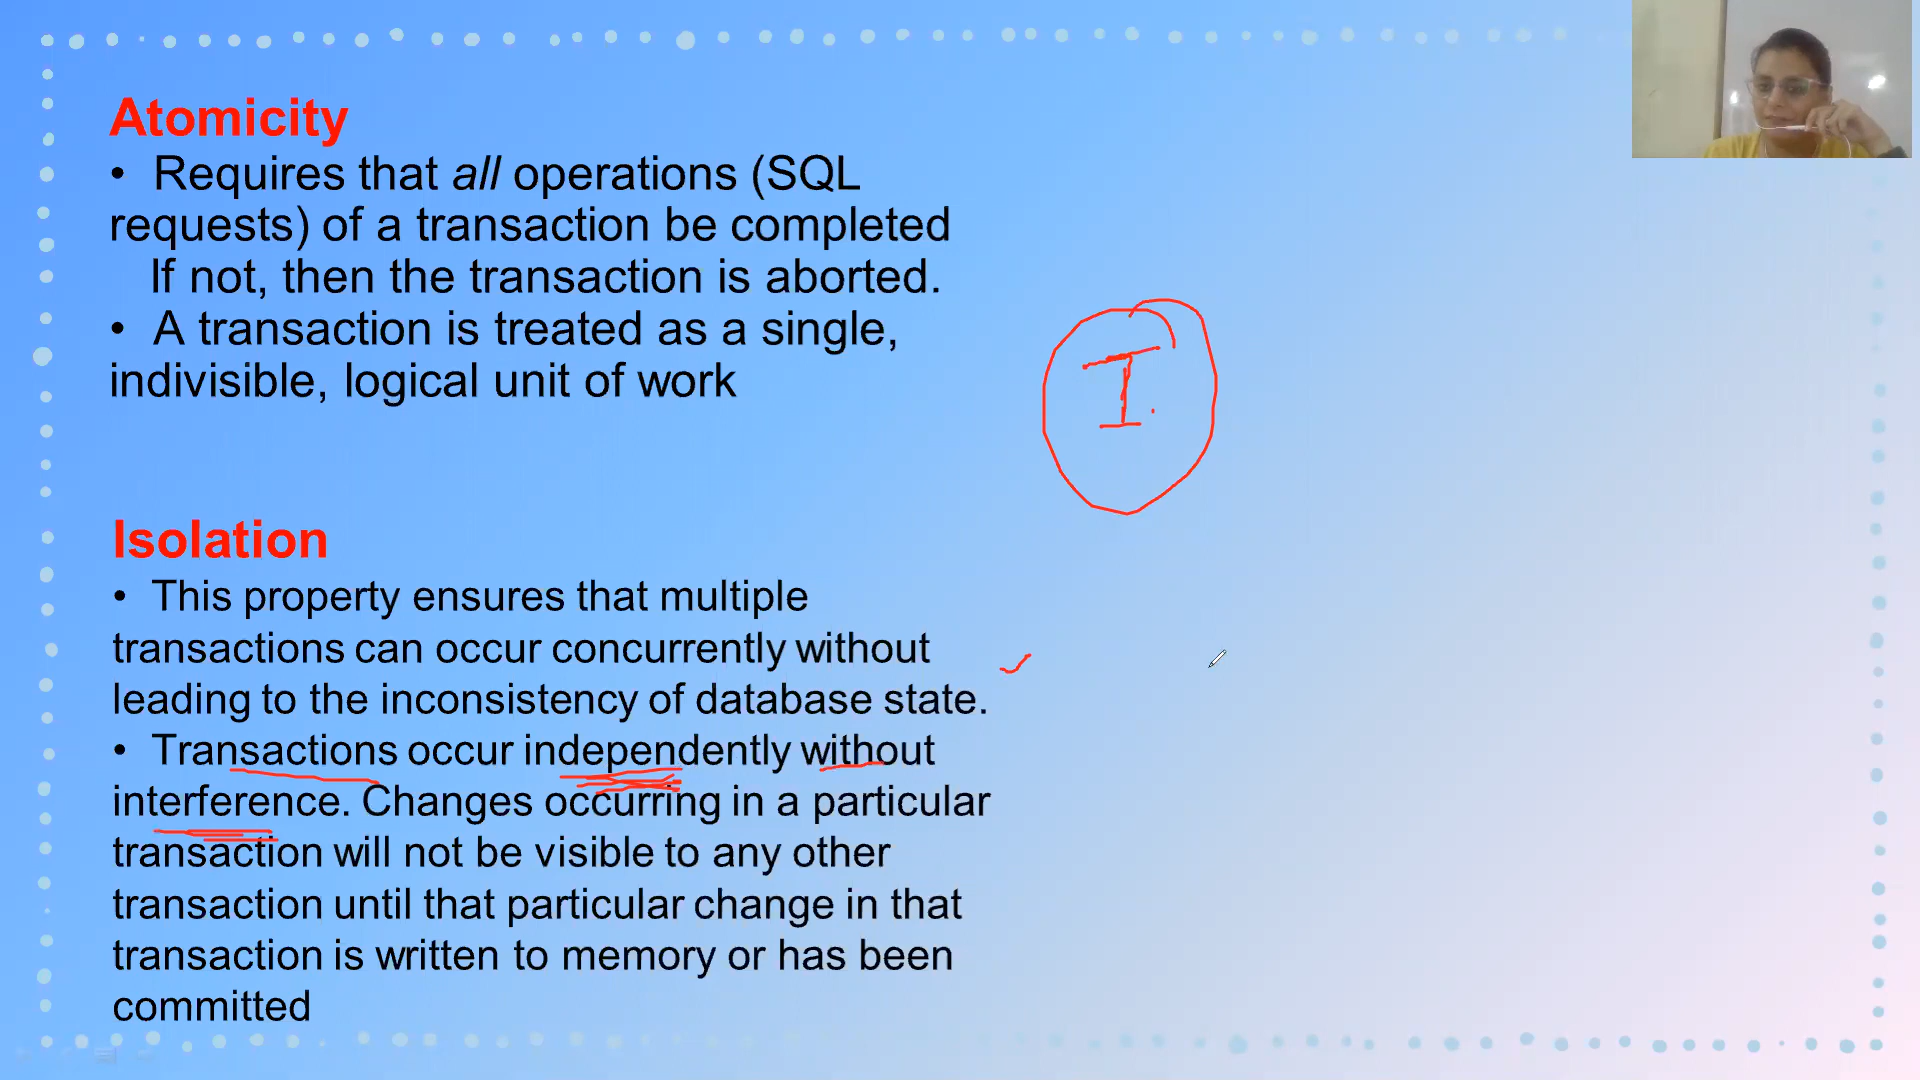 Atomicity
• Requires that all operations (SQL
requests) of a transaction be completed
If not, then the transaction is aborted.
• A transaction is treated as a single,
indivisible, logical unit of work
I.
Isolation
• This property ensures that multiple
transactions can occur concurrently without
leading to the inconsistency of database state.
• Transactions occur independently without
interference. Changes occurring in a particular
transaction will not be visible to any other
transaction until that particular change in that
transaction is written to memory or has been
committed